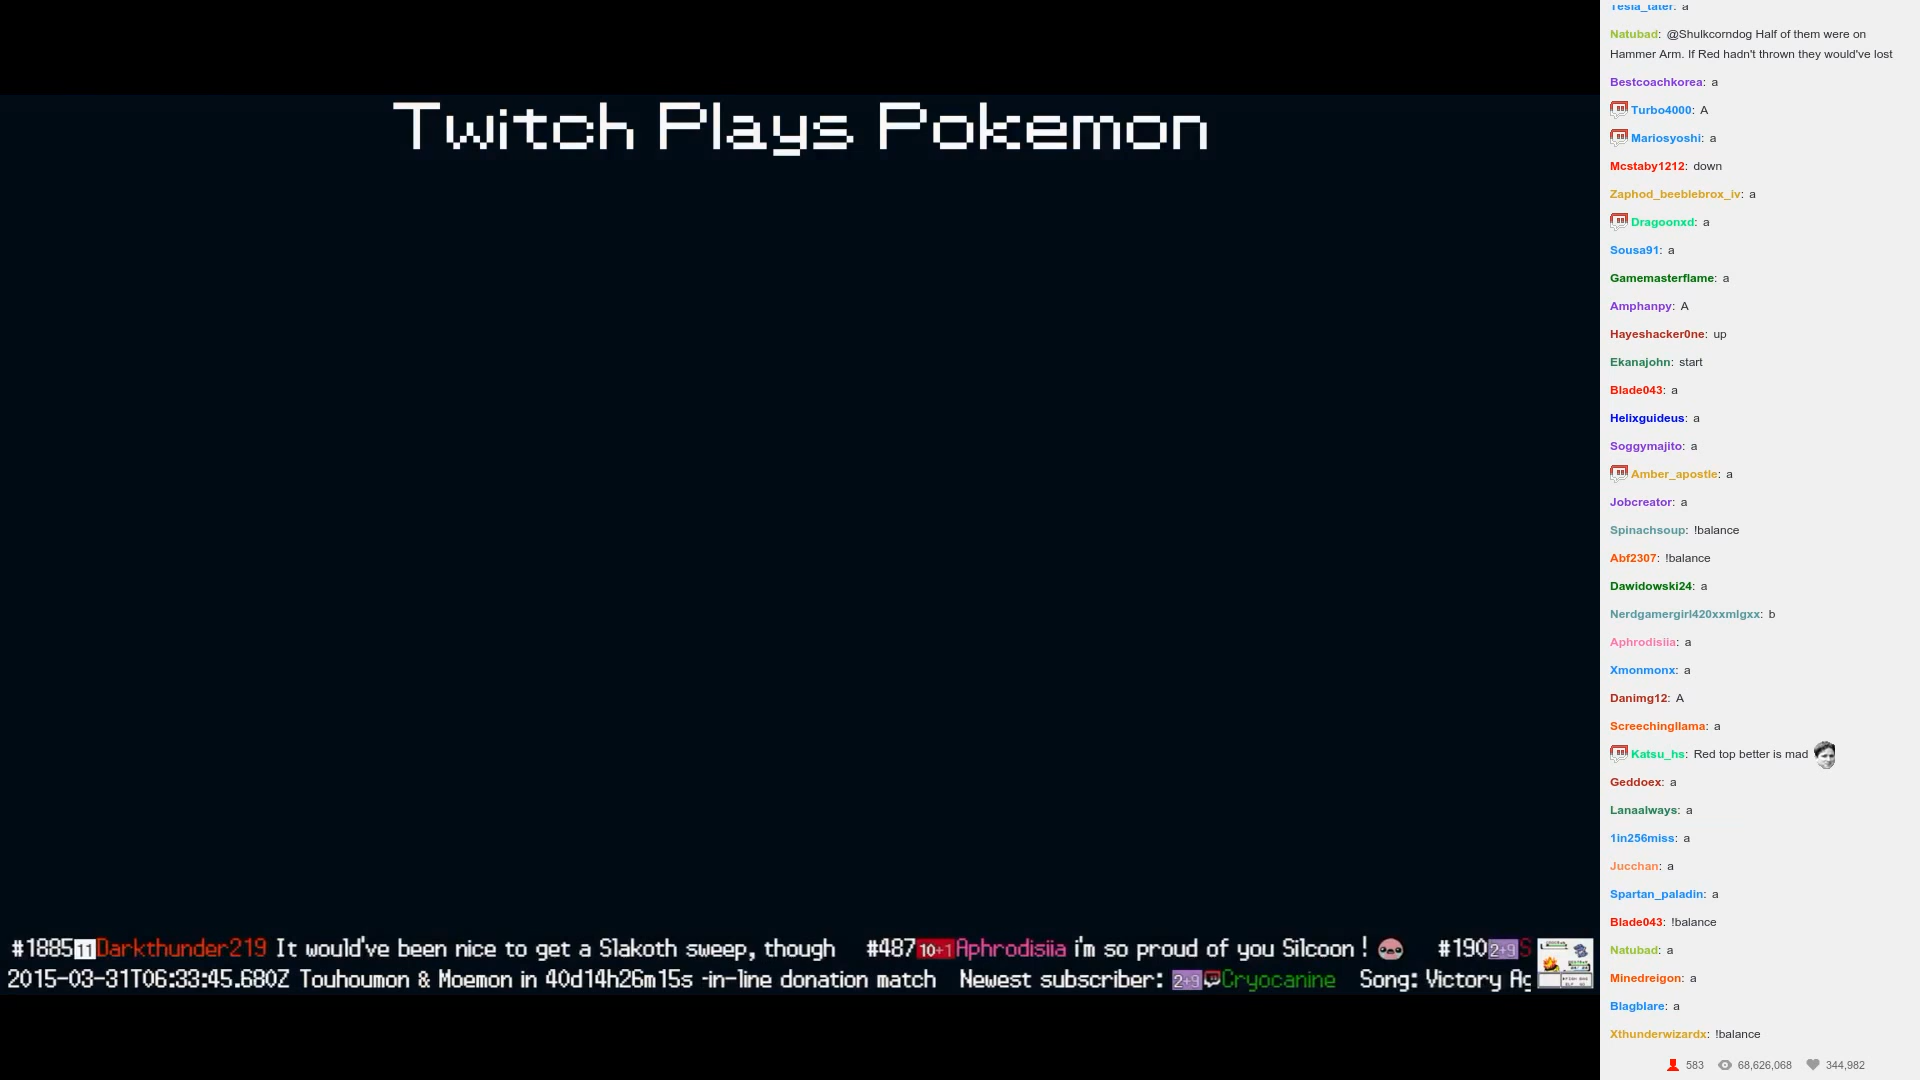 Twitch Plays Pokemon
#1885 11 Darkthunder219 It would've been nice to get a Slakoth sweep, though #487 10+1 Aphrodisiia i'm so proud of you Silcoon ! #190 2+9 S
2015-03-31T06:33:45.680Z Touhoumon & Moemon in 40d14h26m15s -in-line donation match Newest subscriber: 2+9 Cryocanine Song: Victory Ag
Tesla_tater: a
Natubad: @Shulkcorndog Half of them were on
Hammer Arm. If Red hadn't thrown they would've lost
Bestcoachkorea: a
Turbo4000: A
Mariosyoshi: a
Mcstaby1212: down
Zaphod_beeblebrox_iv: a
Dragoonxd: a
Sousa91: a
Gamemasterflame: a
Amphanpy: A
Hayeshacker0ne: up
Ekanajohn: start
Blade043: a
Helixguideus: a
Soggymajito: a
Amber_apostle: a
Jobcreator: a
Spinachsoup: !balance
Abf2307: !balance
Dawidowski24: a
Nerdgamergirl420xxmlgxx: b
Aphrodisiia: a
Xmonmonx: a
Danimg12: A
Screechingllama: a
Katsu_hs: Red top better is mad
Geddoex: a
Lanaalways: a
1in256miss: a
Jucchan: a
Spartan_paladin: a
Blade043: !balance
Natubad: a
Minedreigon: a
Blagblare: a
Xthunderwizardx: !balance
583 68,626,068 344,982